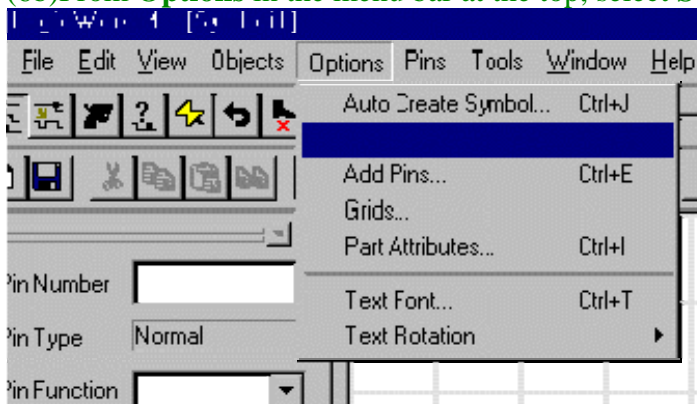 From Options in the menu bar at the top, select
File Edit View Objects Options Pins Tools Window Help
Auto Create Symbol... Ctrl+J
Add Pins... Ctrl+E
Grids...
Part Attributes... Ctrl+I
Pin Number
Text Font... Ctrl+T
Pin Type Normal
Text Rotation
Pin Function